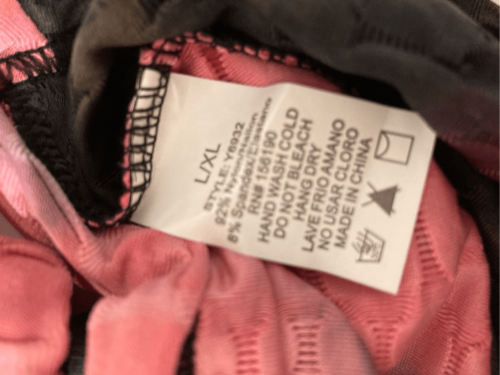 L/XL
STYLE: Y6932
92% Nylon/Nailon
8% Spandex/Elastano
RN# 156190
HAND WASH COLD
DO NOT BLEACH
HANG DRY
LAVE FRIO AMANO
NO USAR CLORO
MADE IN CHINA